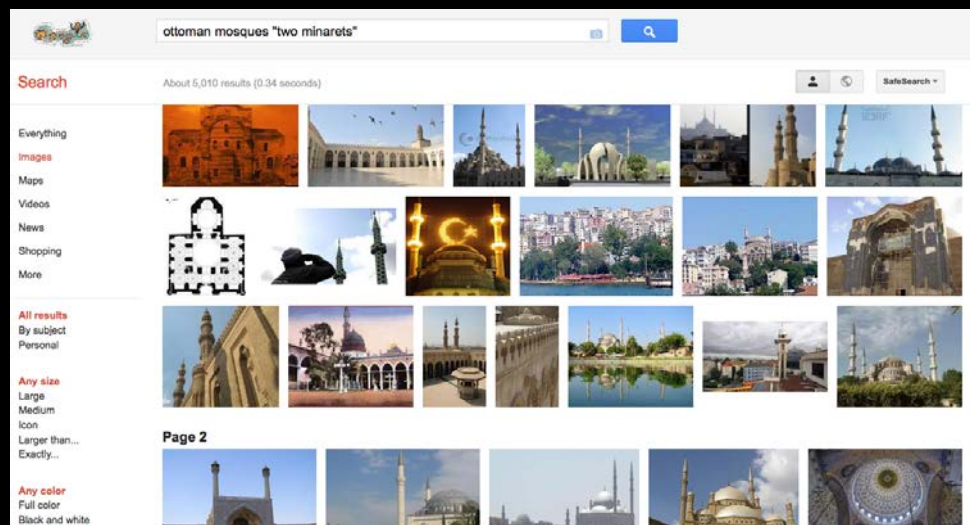 ottoman mosques "two minarets"
Search
About 5,010 results (0.34 seconds)
SafeSearch
Everything
Images
Maps
Videos
News
Shopping
More
All results
By subject
Personal
Any size
Large
Medium
Icon
Larger than...
Exactly...
Page 2
Any color
Full color
Black and white